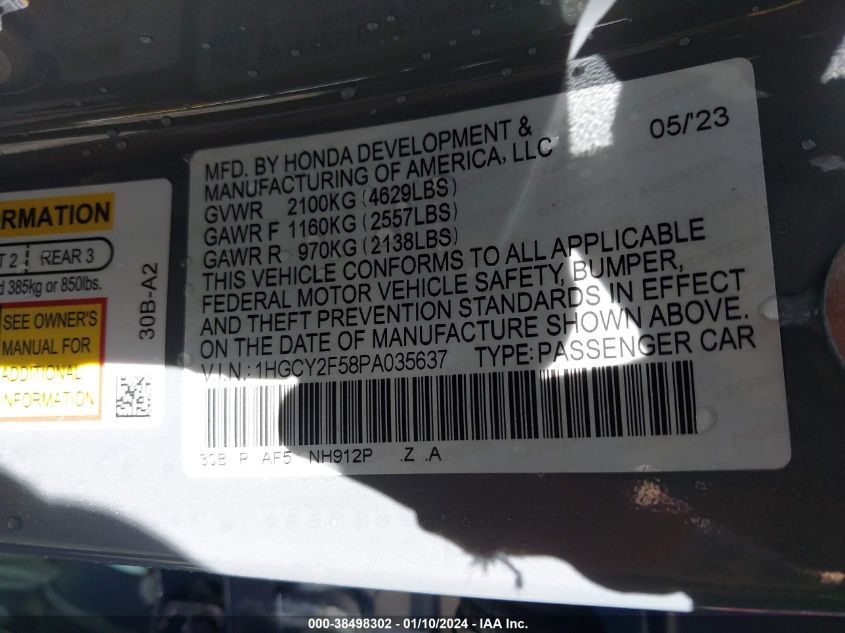 05/'23
MFD. BY HONDA DEVELOPMENT &
MANUFACTURING OF AMERICA, LLC
GVWR 2100KG (4629LBS)
GAWR F 1160KG (2557LBS)
GAWR R 970KG (2138LBS)
THIS VEHICLE CONFORMS TO ALL APPLICABLE
FEDERAL MOTOR VEHICLE SAFETY, BUMPER,
AND THEFT PREVENTION STANDARDS IN EFFECT
ON THE DATE OF MANUFACTURE SHOWN ABOVE.
V.I.N.: 1HGCY2F58PA035637 TYPE: PASSENGER CAR
30B P AF5 NH912P .Z .A
RMATION
T 2 REAR 3
d 385kg or 850lbs.
SEE OWNER'S
MANUAL FOR
ADDITIONAL
INFORMATION
30B-A2
000-38498302 - 01/10/2024 - IAA Inc.